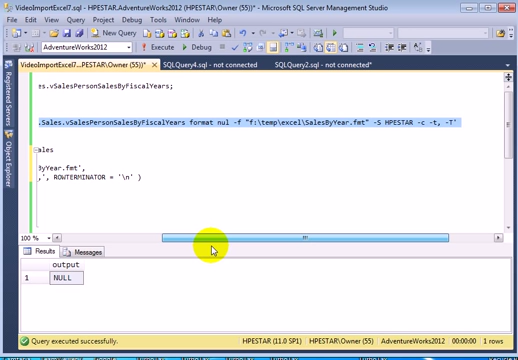 VideoImportExcel7.sql - HPESTAR.AdventureWorks2012 (HPESTAR\Owner (55))* - Microsoft SQL Server Management Studio
File Edit View Query Project Debug Tools Window Help
New Query
AdventureWorks2012 Execute Debug
VideoImportExcel7...PESTAR\Owner (55))* SQLQuery4.sql - not connected SQLQuery2.sql - not connected*
Registered Servers
Object Explorer
es.vSalesPersonSalesByFiscalYears;
.Sales.vSalesPersonSalesByFiscalYears format nul -f "f:\temp\excel\SalesByYear.fmt" -S HPESTAR -c -t, -T'
ales
ByYear.fmt',
,', ROWTERMINATOR = '\n' )
100 %
Results Messages
output
1 NULL
Query executed successfully. HPESTAR (11.0 SP1) HPESTAR\Owner (55) AdventureWorks2012 00:00:00 1 rows